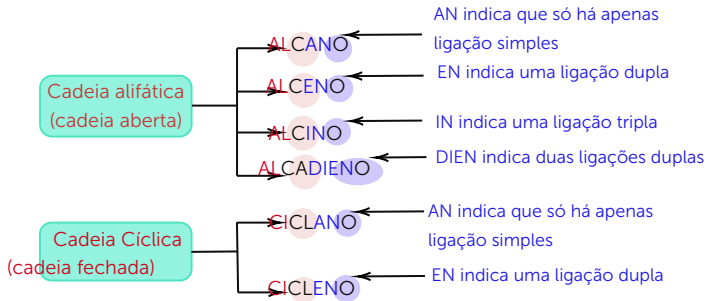 AN indica que só há apenas
ligação simples
ALCANO
EN indica uma ligação dupla
ALCENO
Cadeia alifática
(cadeia aberta)
IN indica uma ligação tripla
ALCINO
DIEN indica duas ligações duplas
ALCADIENO
AN indica que só há apenas
ligação simples
CICLANO
Cadeia Cíclica
(cadeia fechada)
EN indica uma ligação dupla
CICLENO